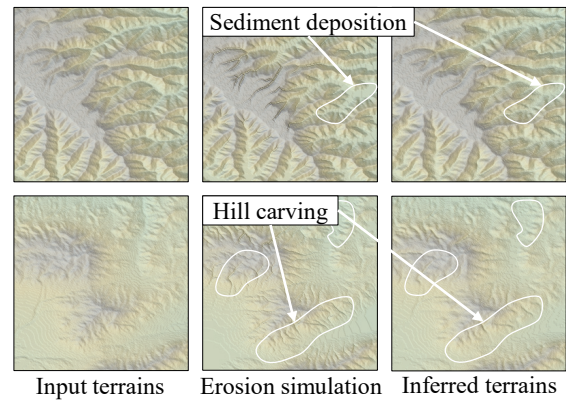 Sediment deposition
Hill carving
Input terrains
Erosion simulation
Inferred terrains